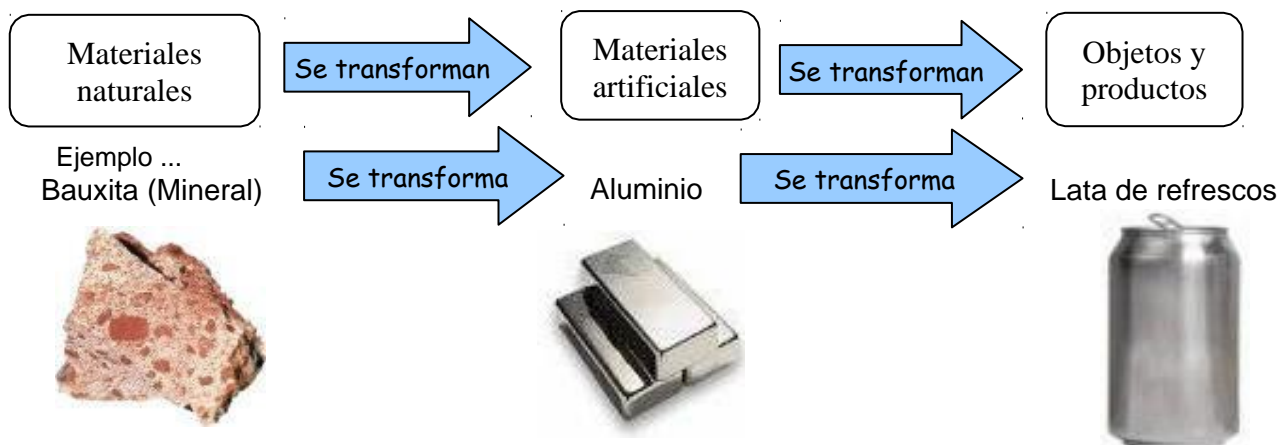 Materiales
naturales
Se transforman
Materiales
artificiales
Se transforman
Objetos y
productos
Ejemplo ...
Bauxita (Mineral)
Se transforma
Aluminio
Se transforma
Lata de refrescos